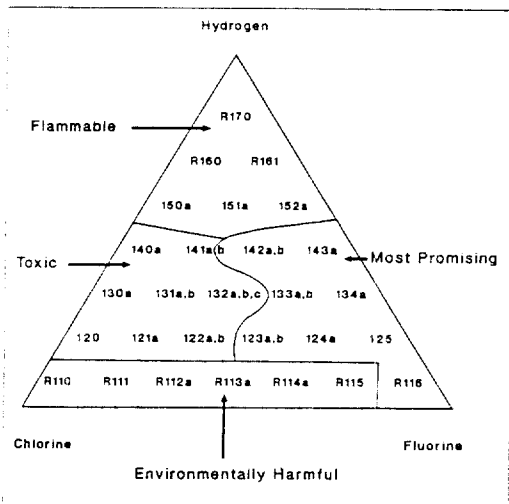 Hydrogen
R170
Flammable
R160 R161
150a 151a 152a
140a 141a,b 142a,b 143a
Toxic Most Promising
130a 131a,b 132a,b,c 133a,b 134a
120 121a 122a,b 123a,b 124a 125
R110 R111 R112a R113a R114a R115 R116
Chlorine Fluorine
Environmentally Harmful